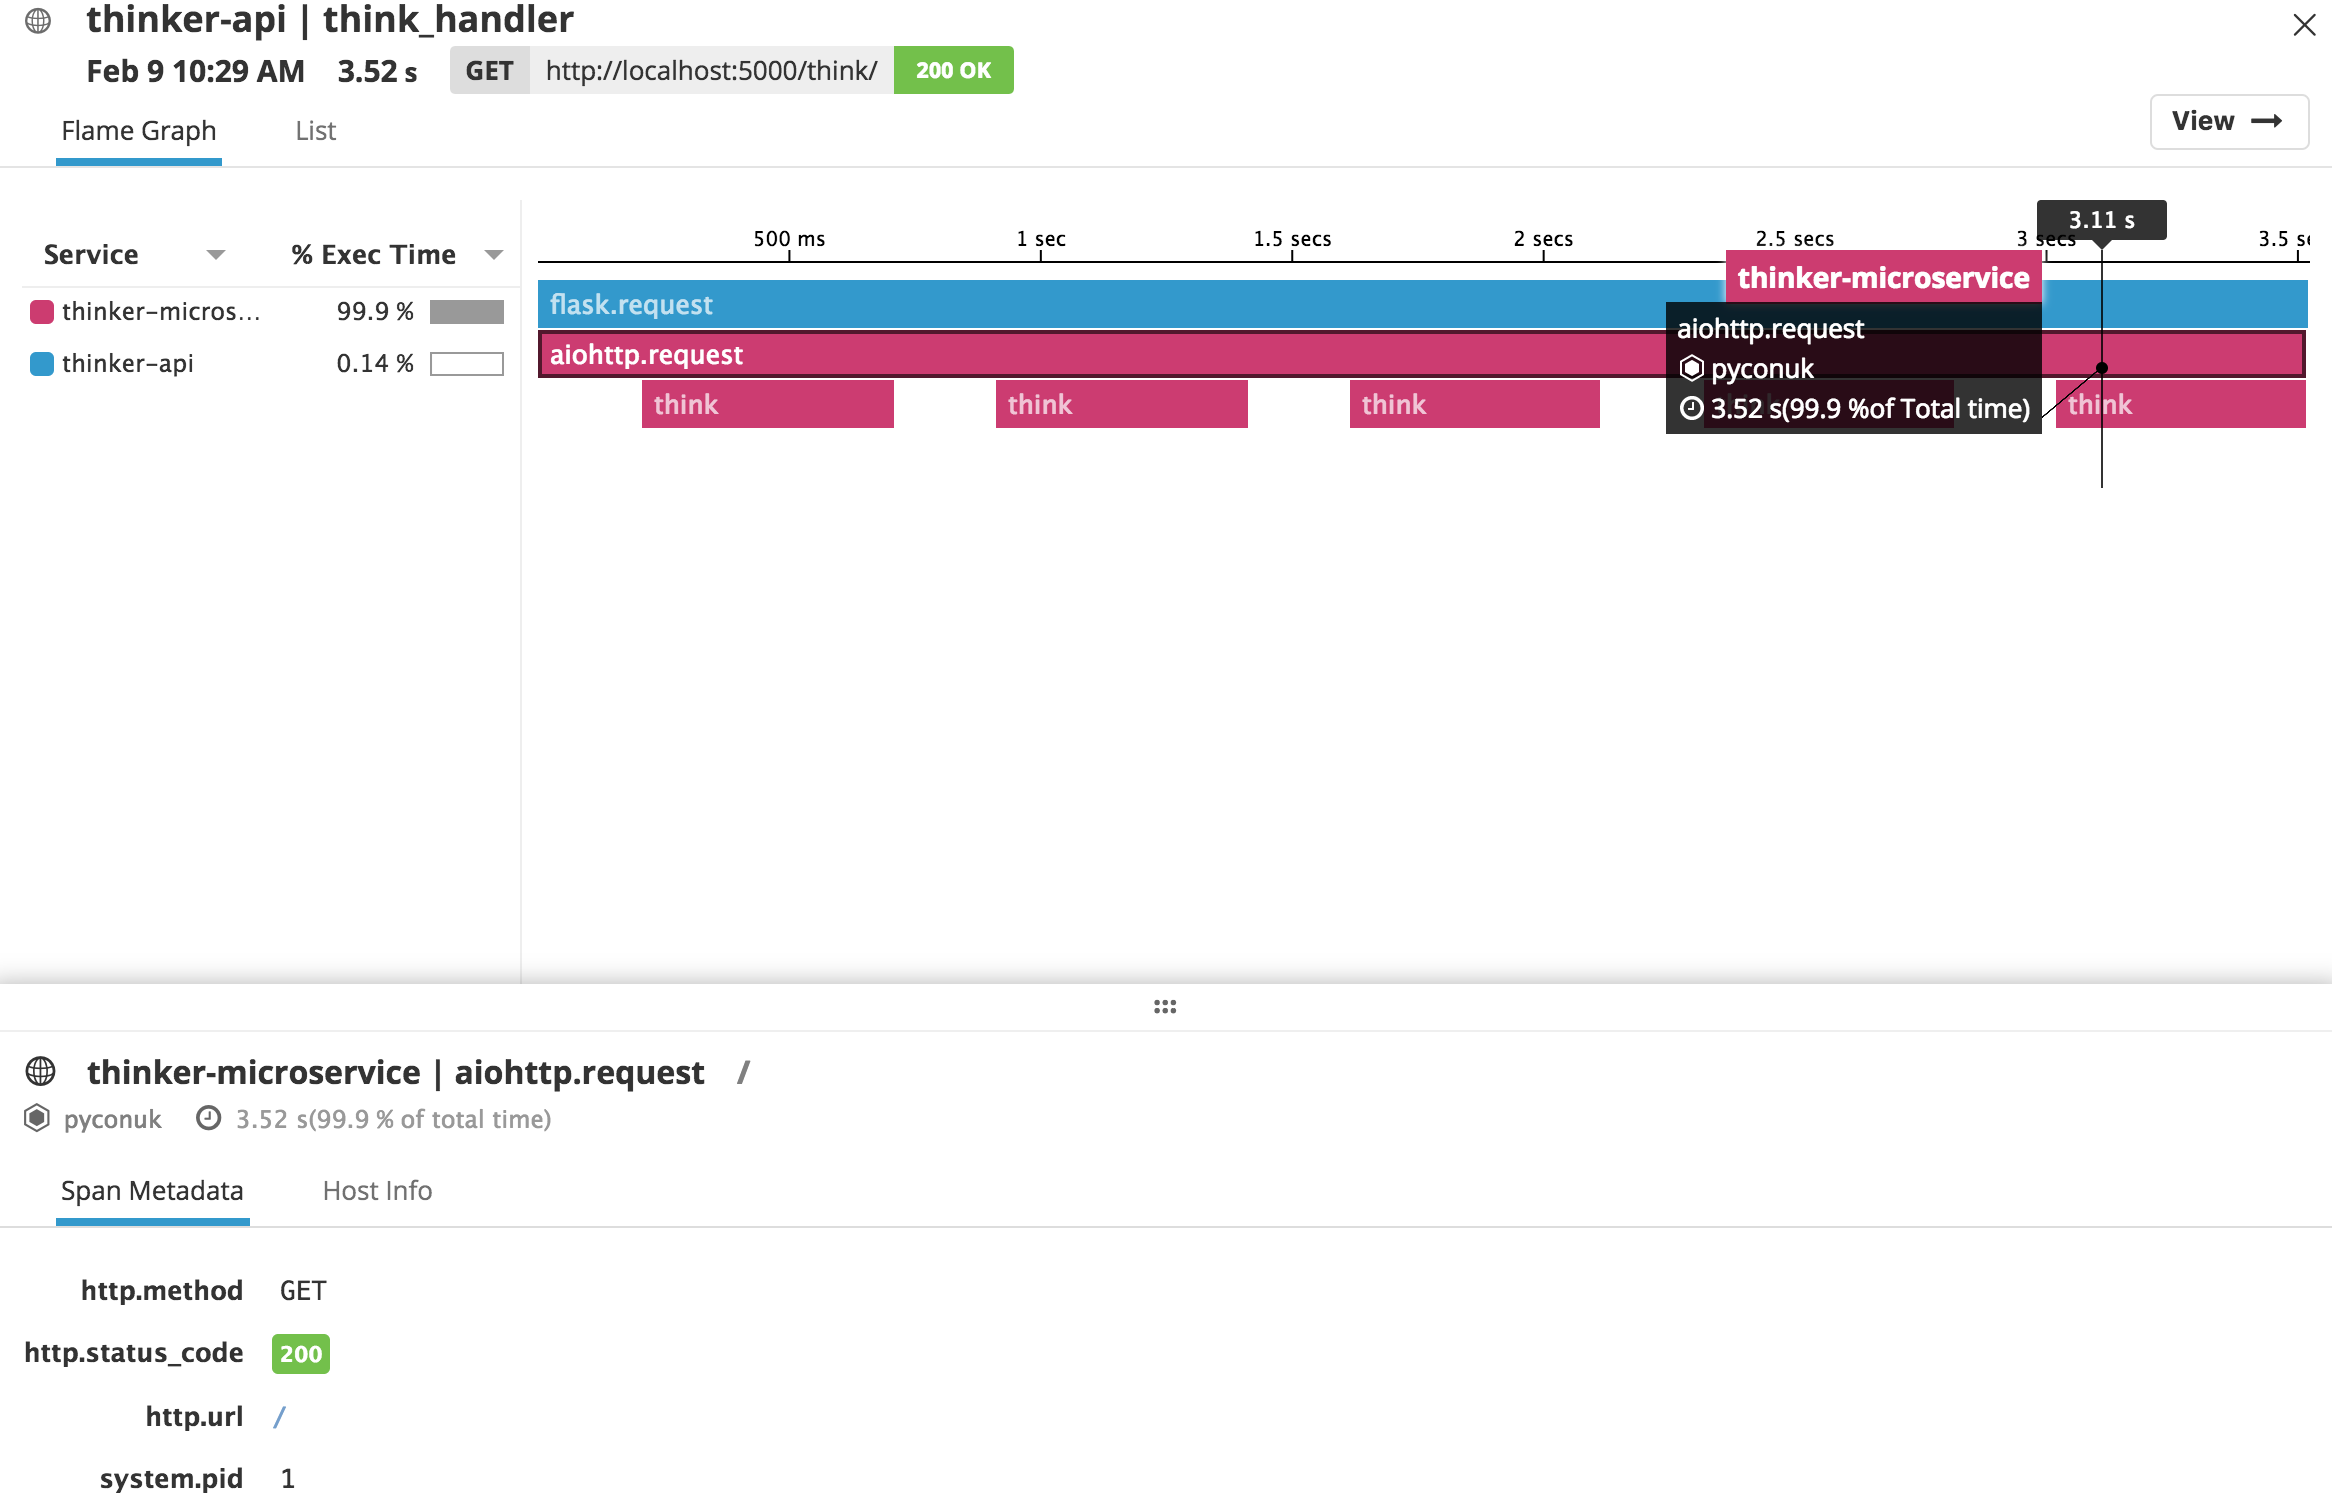 thinker-api | think_handler
Feb 9 10:29 AM 3.52 s GET http://localhost:5000/think/ 200 OK
Flame Graph List
View
Service % Exec Time
thinker-micros... 99.9 %
thinker-api 0.14 %
3.11 s
500 ms 1 sec 1.5 secs 2 secs 2.5 secs 3 secs 3.5 se
thinker-microservice
flask.request
aiohttp.request
aiohttp.request
pyconuk
3.52 s(99.9 %of Total time)
think think think think
thinker-microservice | aiohttp.request /
pyconuk 3.52 s(99.9 % of total time)
Span Metadata Host Info
http.method GET
http.status_code 200
http.url /
system.pid 1